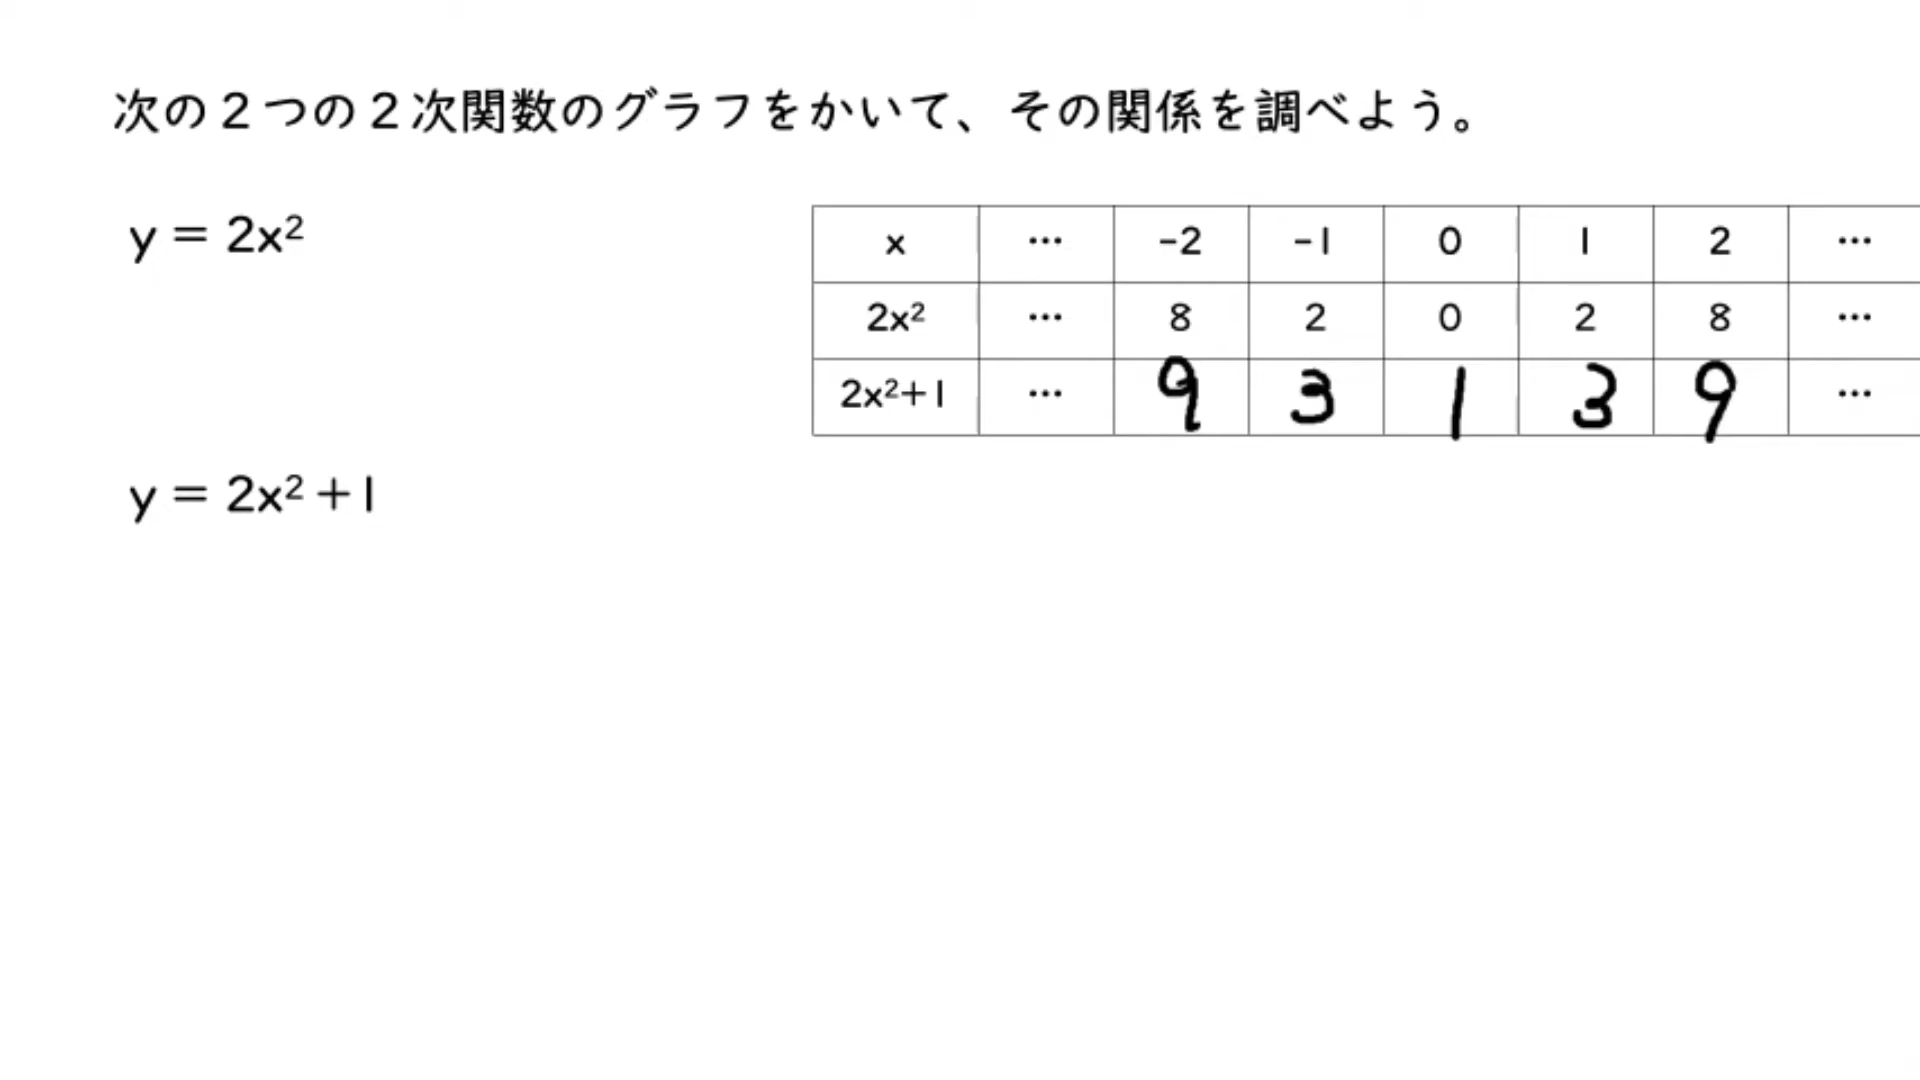 次の２つの２次関数のグラフをかいて、その関係を調べよう。
y = 2x²
x … -2 -1 0 1 2 …
2x² … 8 2 0 2 8 …
2x²+1 … 9 3 1 3 9 …
y = 2x²+1